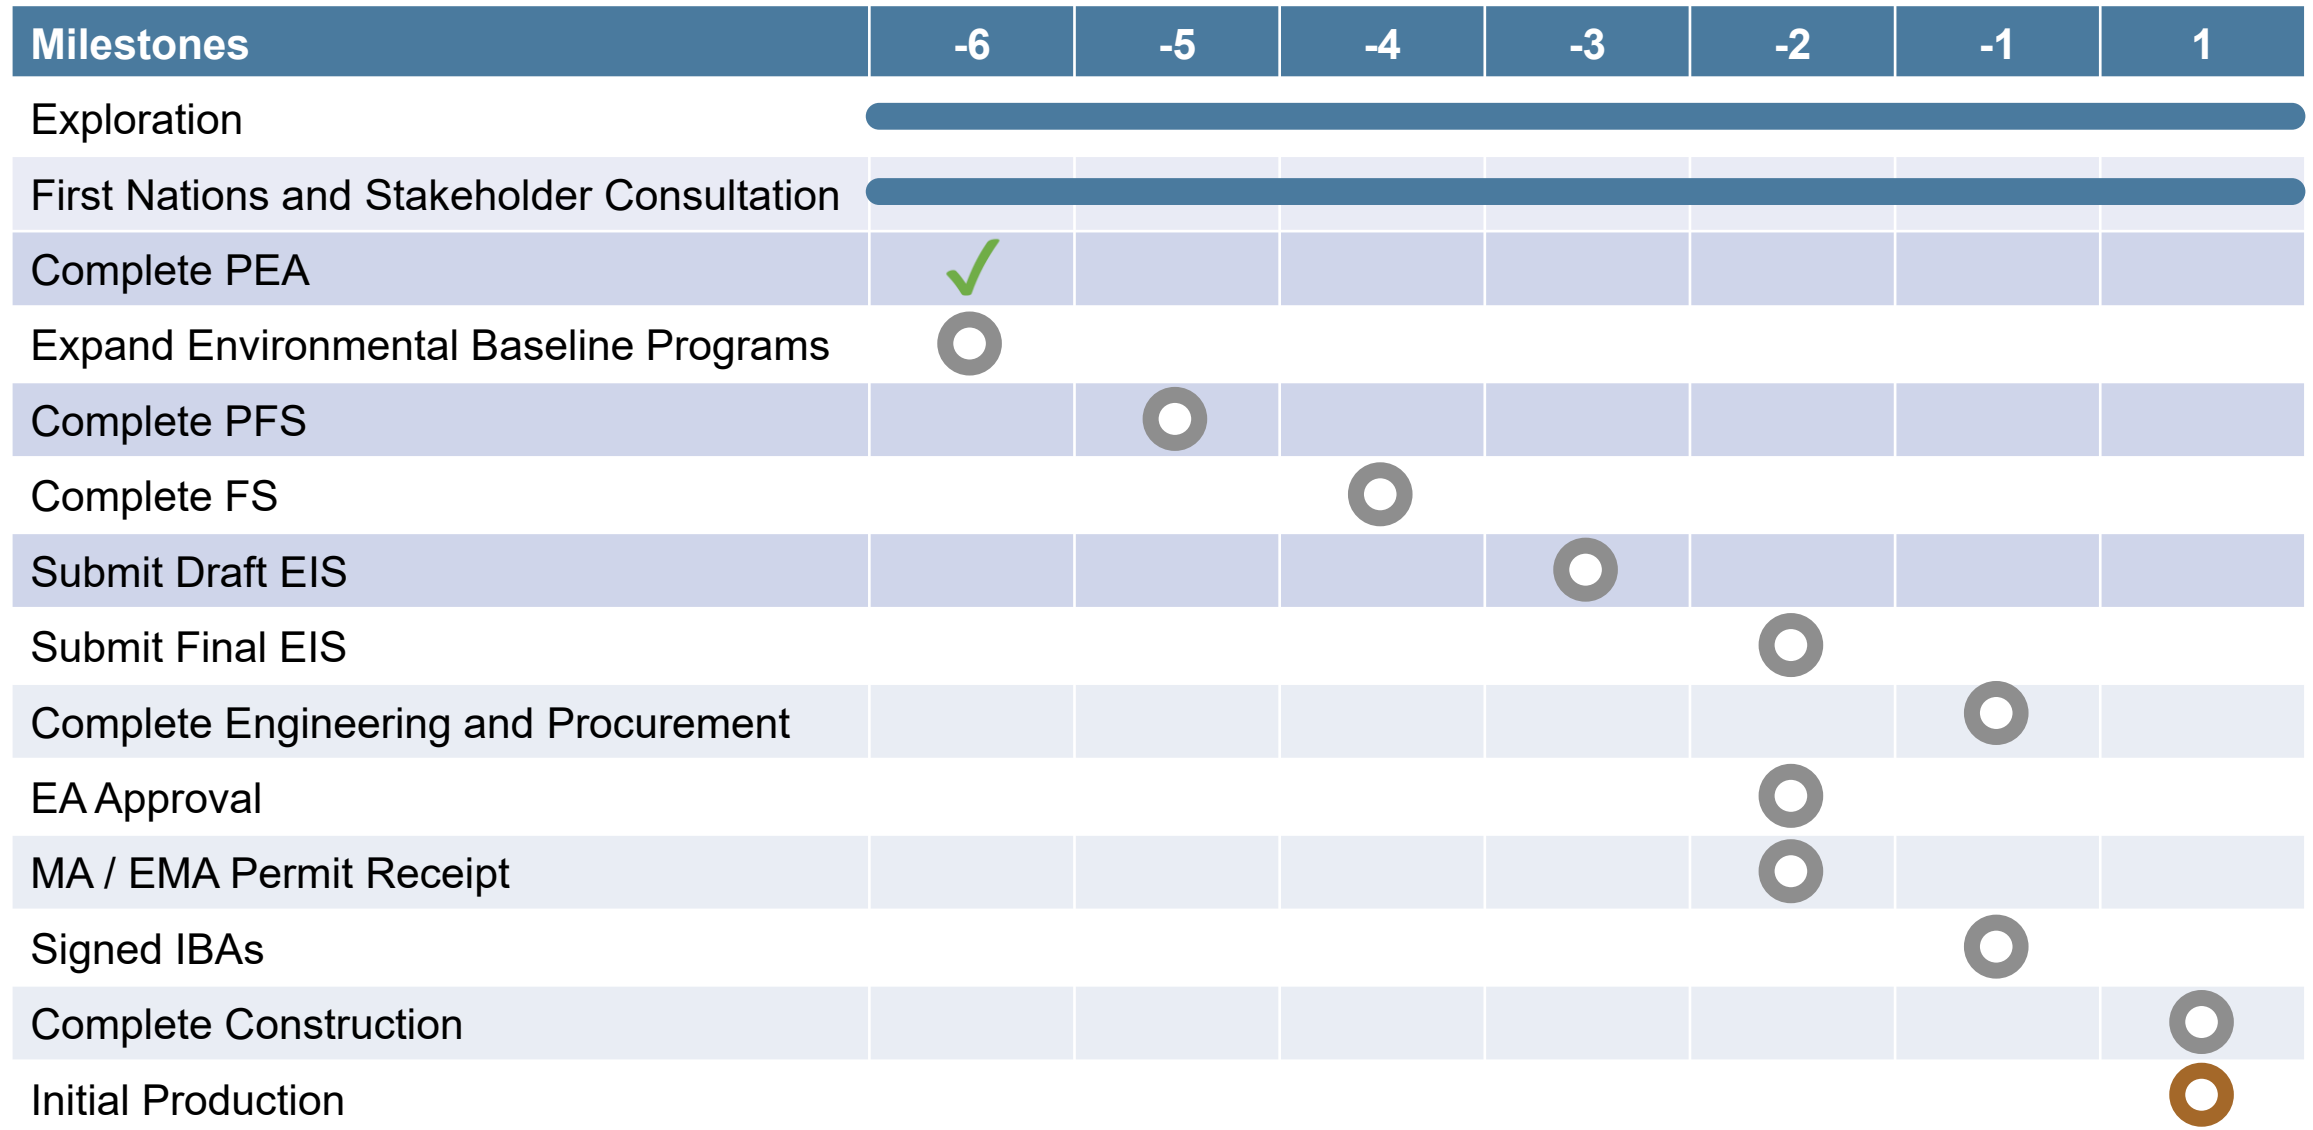 Milestones -6 -5 -4 -3 -2 -1 1
Exploration
First Nations and Stakeholder Consultation
Complete PEA
Expand Environmental Baseline Programs
Complete PFS
Complete FS
Submit Draft EIS
Submit Final EIS
Complete Engineering and Procurement
EA Approval
MA / EMA Permit Receipt
Signed IBAs
Complete Construction
Initial Production